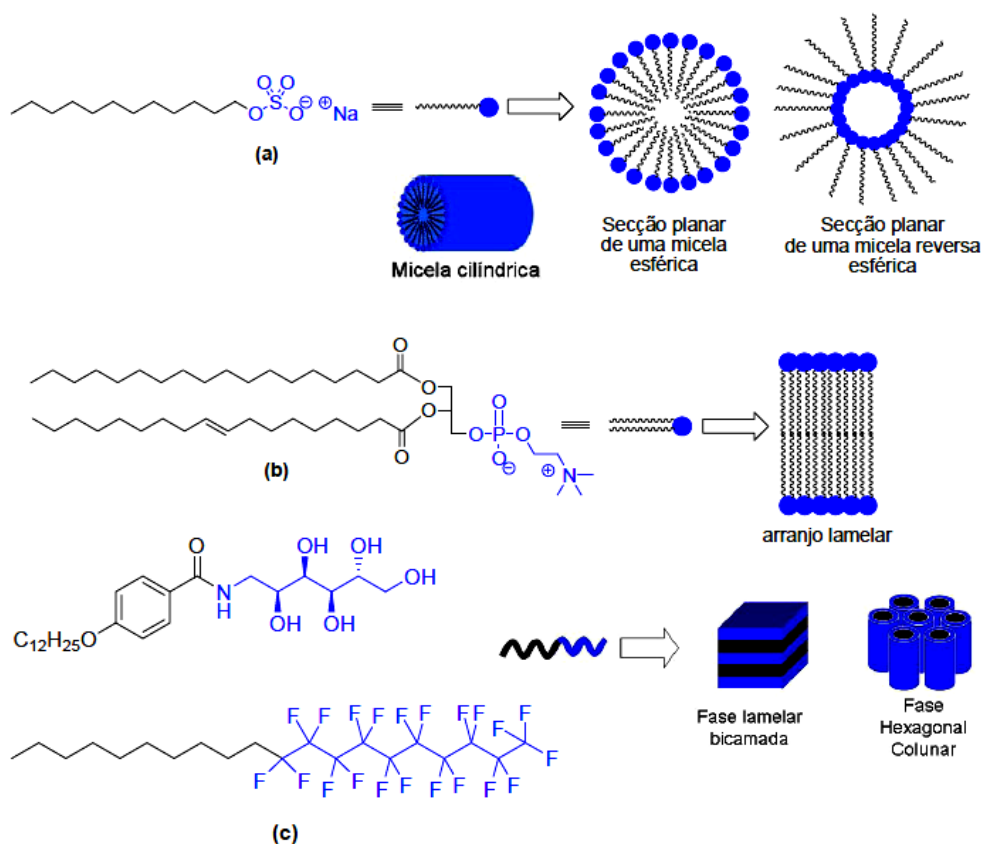 O O
S
O O ⊖ ⊕ Na
(a)
Micela cilíndrica
Secção planar
de uma micela
esférica
Secção planar
de uma micela reversa
esférica
O
O
O
O
O
O P O
O ⊖
⊕ N
(b)
arranjo lamelar
O
N
H
OH OH
OH
OH OH
OH
C12H25O
Fase lamelar
bicamada
Fase
Hexagonal
Colunar
F F F F F F F F F F F
F F F F F F F F F F
(c)